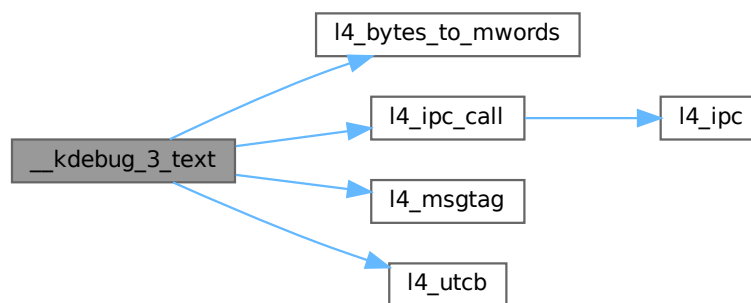 l4_bytes_to_mwords
l4_ipc_call
l4_ipc
__kdebug_3_text
l4_msgtag
l4_utcb